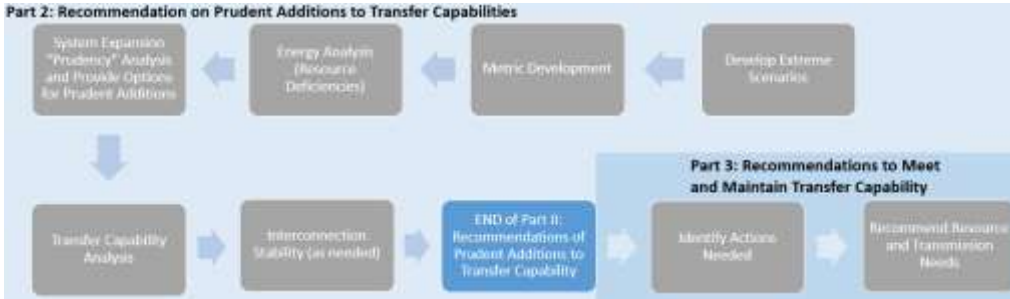 Part 2: Recommendation on Prudent Additions to Transfer Capabilities
System Expansion
"Prudency" Analysis
and Provide Options
for Prudent Additions
Energy Analysis
(Resource
Deficiencies)
Metric Development
Develop Extreme
Scenarios
Part 3: Recommendations to Meet
and Maintain Transfer Capability
Transfer Capability
Analysis
Interconnection
Stability (as needed)
END of Part II:
Recommendations of
Prudent Additions to
Transfer Capability
Identify Actions
Needed
Recommend Resource
and Transmission
Needs